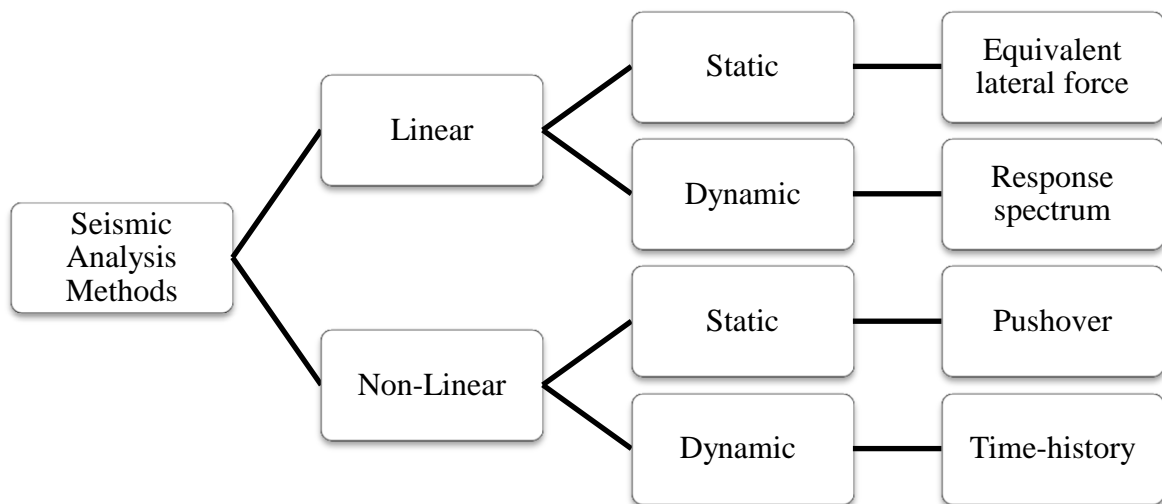 Seismic
Analysis
Methods
Linear
Static
Equivalent
lateral force
Dynamic
Response
spectrum
Non-Linear
Static
Pushover
Dynamic
Time-history